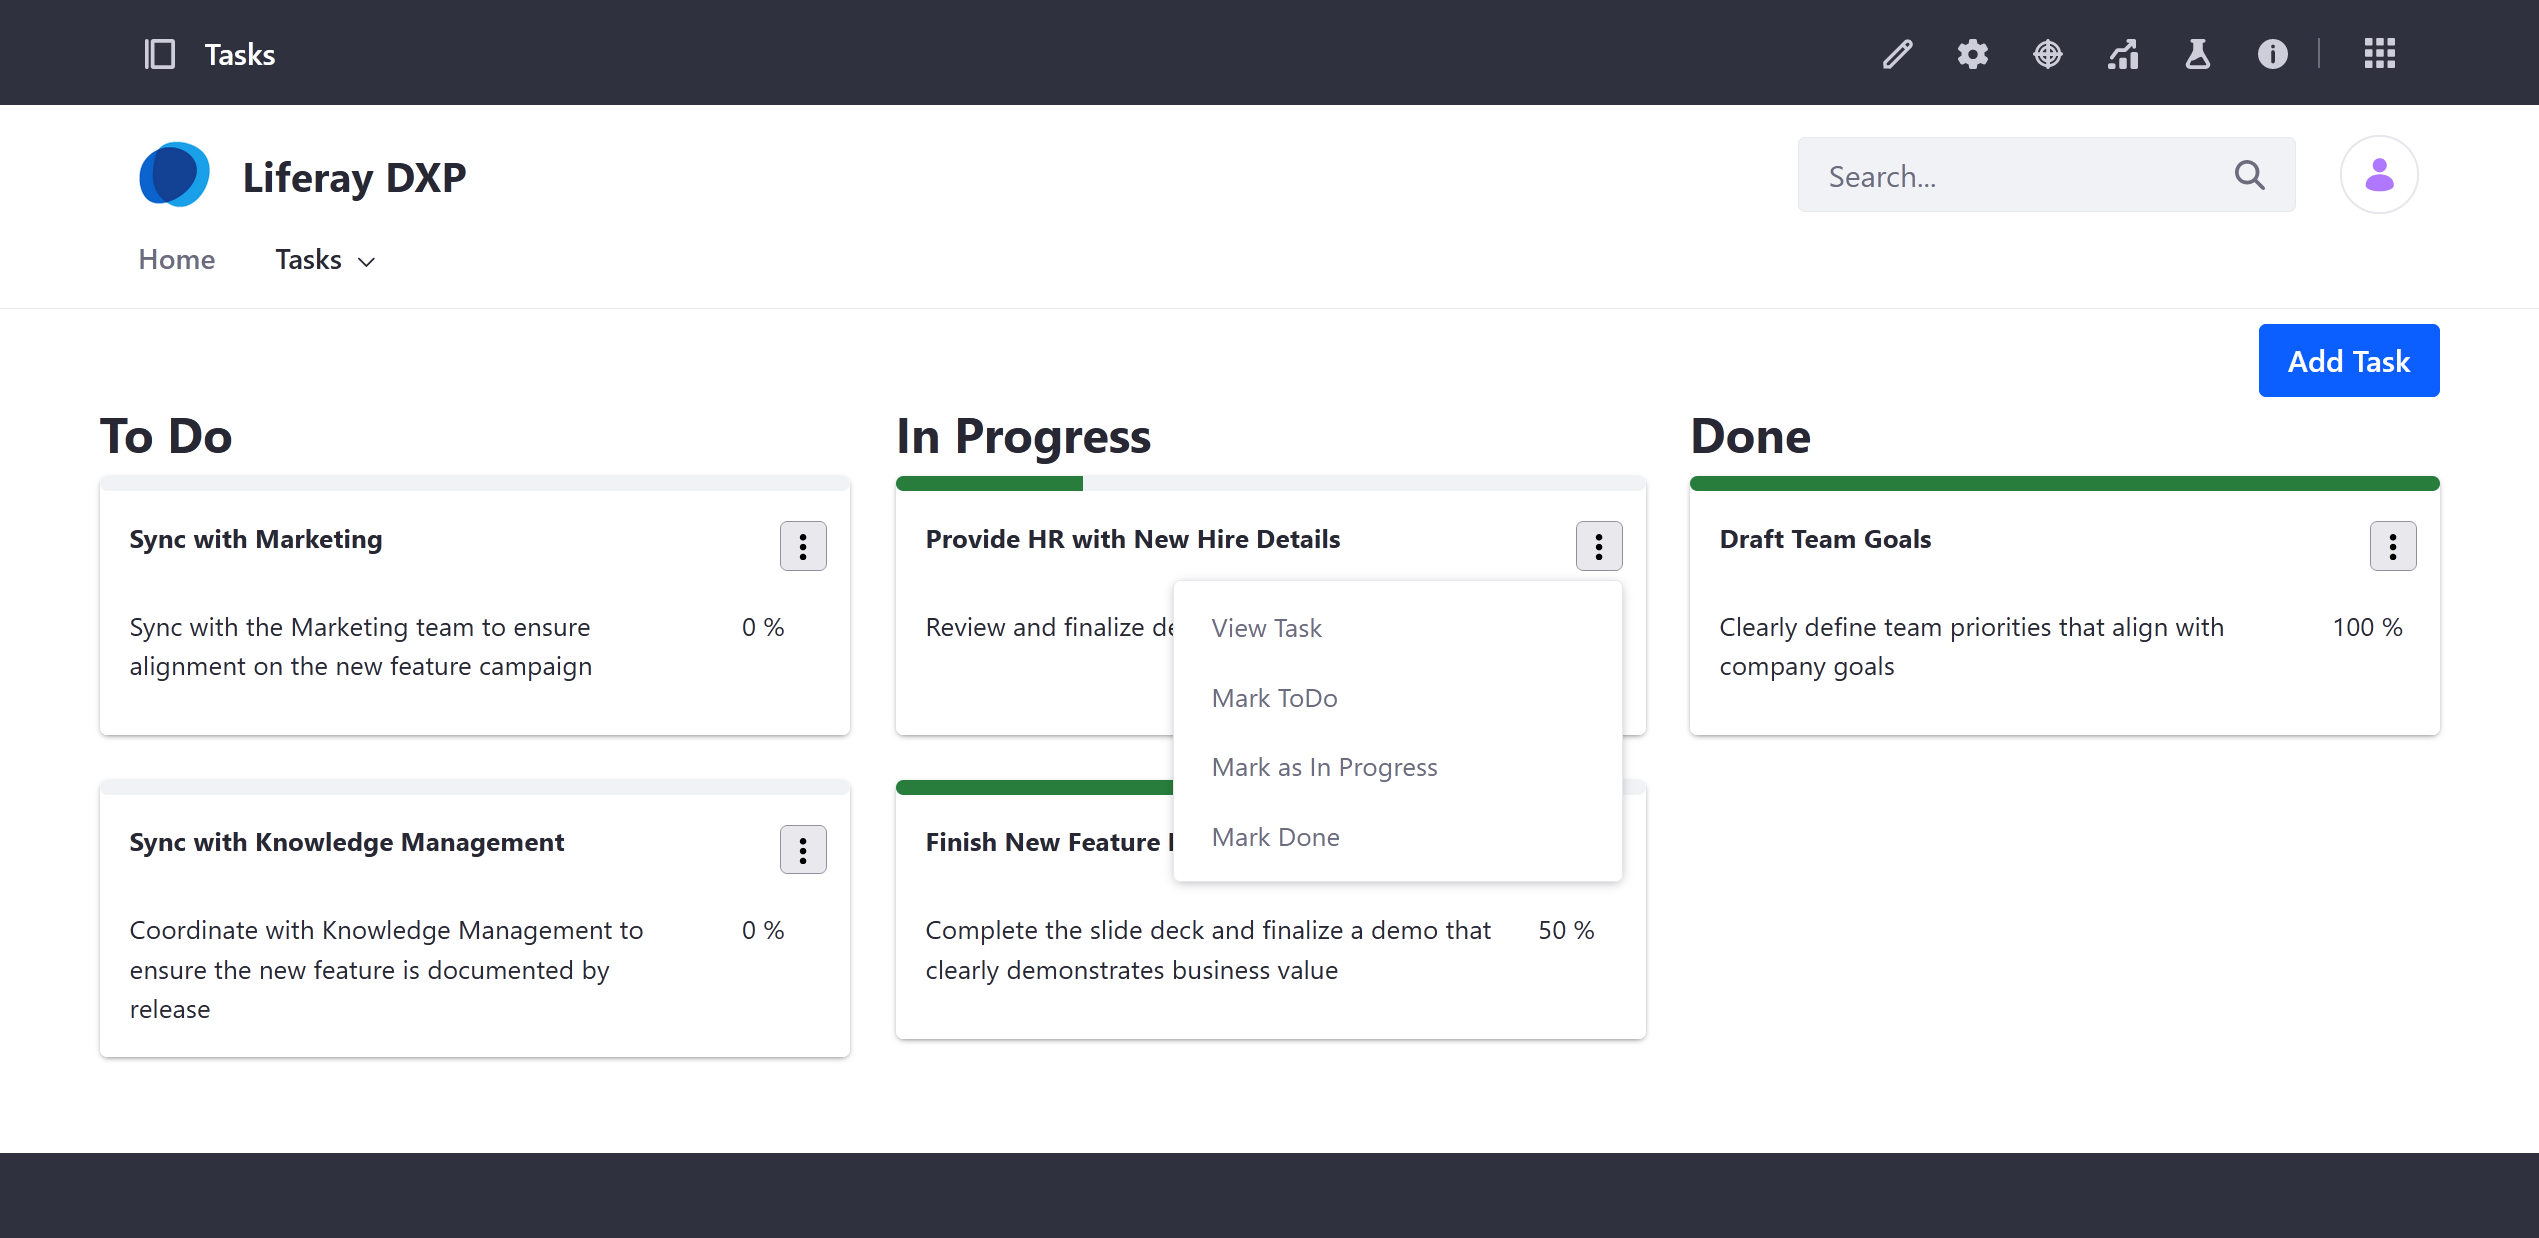 Tasks
Liferay DXP
Search...
Home
Tasks
Add Task
To Do
Sync with Marketing
Sync with the Marketing team to ensure
alignment on the new feature campaign
0 %
Sync with Knowledge Management
Coordinate with Knowledge Management to
ensure the new feature is documented by
release
0 %
In Progress
Provide HR with New Hire Details
Review and finalize
View Task
Mark ToDo
Mark as In Progress
Mark Done
Finish New Feature
Complete the slide deck and finalize a demo that
clearly demonstrates business value
50 %
Done
Draft Team Goals
Clearly define team priorities that align with
company goals
100 %